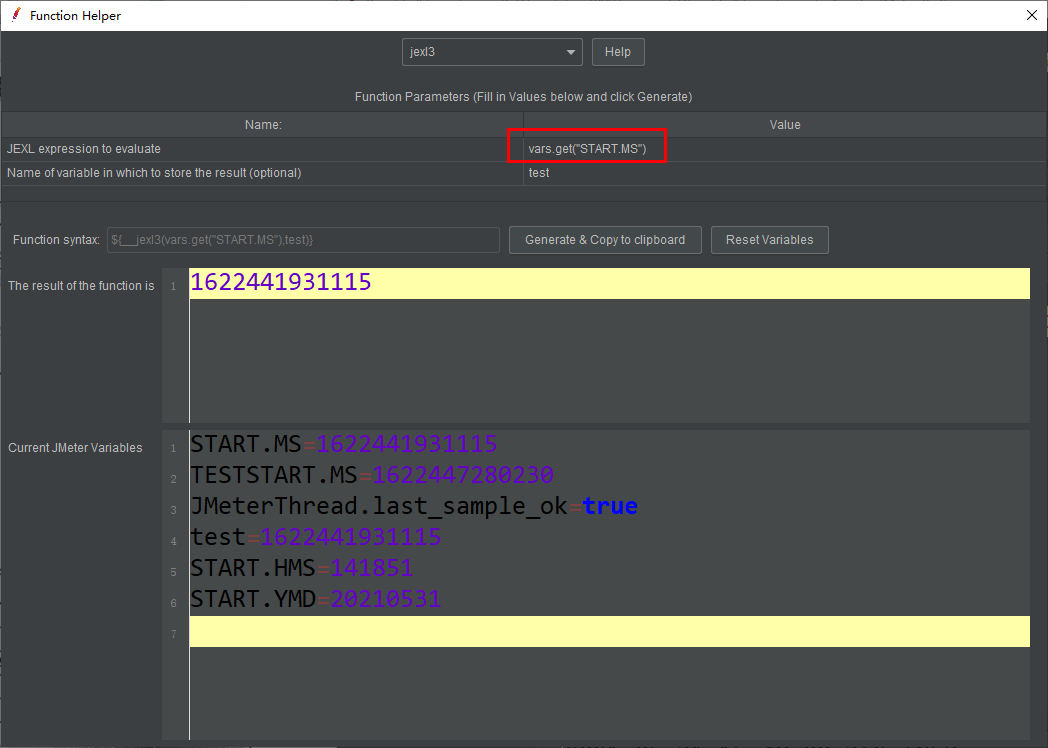 Function Helper
jexl3
Help
Function Parameters (Fill in Values below and click Generate)
Name: Value
JEXL expression to evaluate vars.get("START.MS")
Name of variable in which to store the result (optional) test
Function syntax: ${__jexl3(vars.get("START.MS"),test)} Generate & Copy to clipboard Reset Variables
The result of the function is 1 1622441931115
Current JMeter Variables 1 START.MS=1622441931115
2 TESTSTART.MS=1622447280230
3 JMeterThread.last_sample_ok=true
4 test=1622441931115
5 START.HMS=141851
6 START.YMD=20210531
7